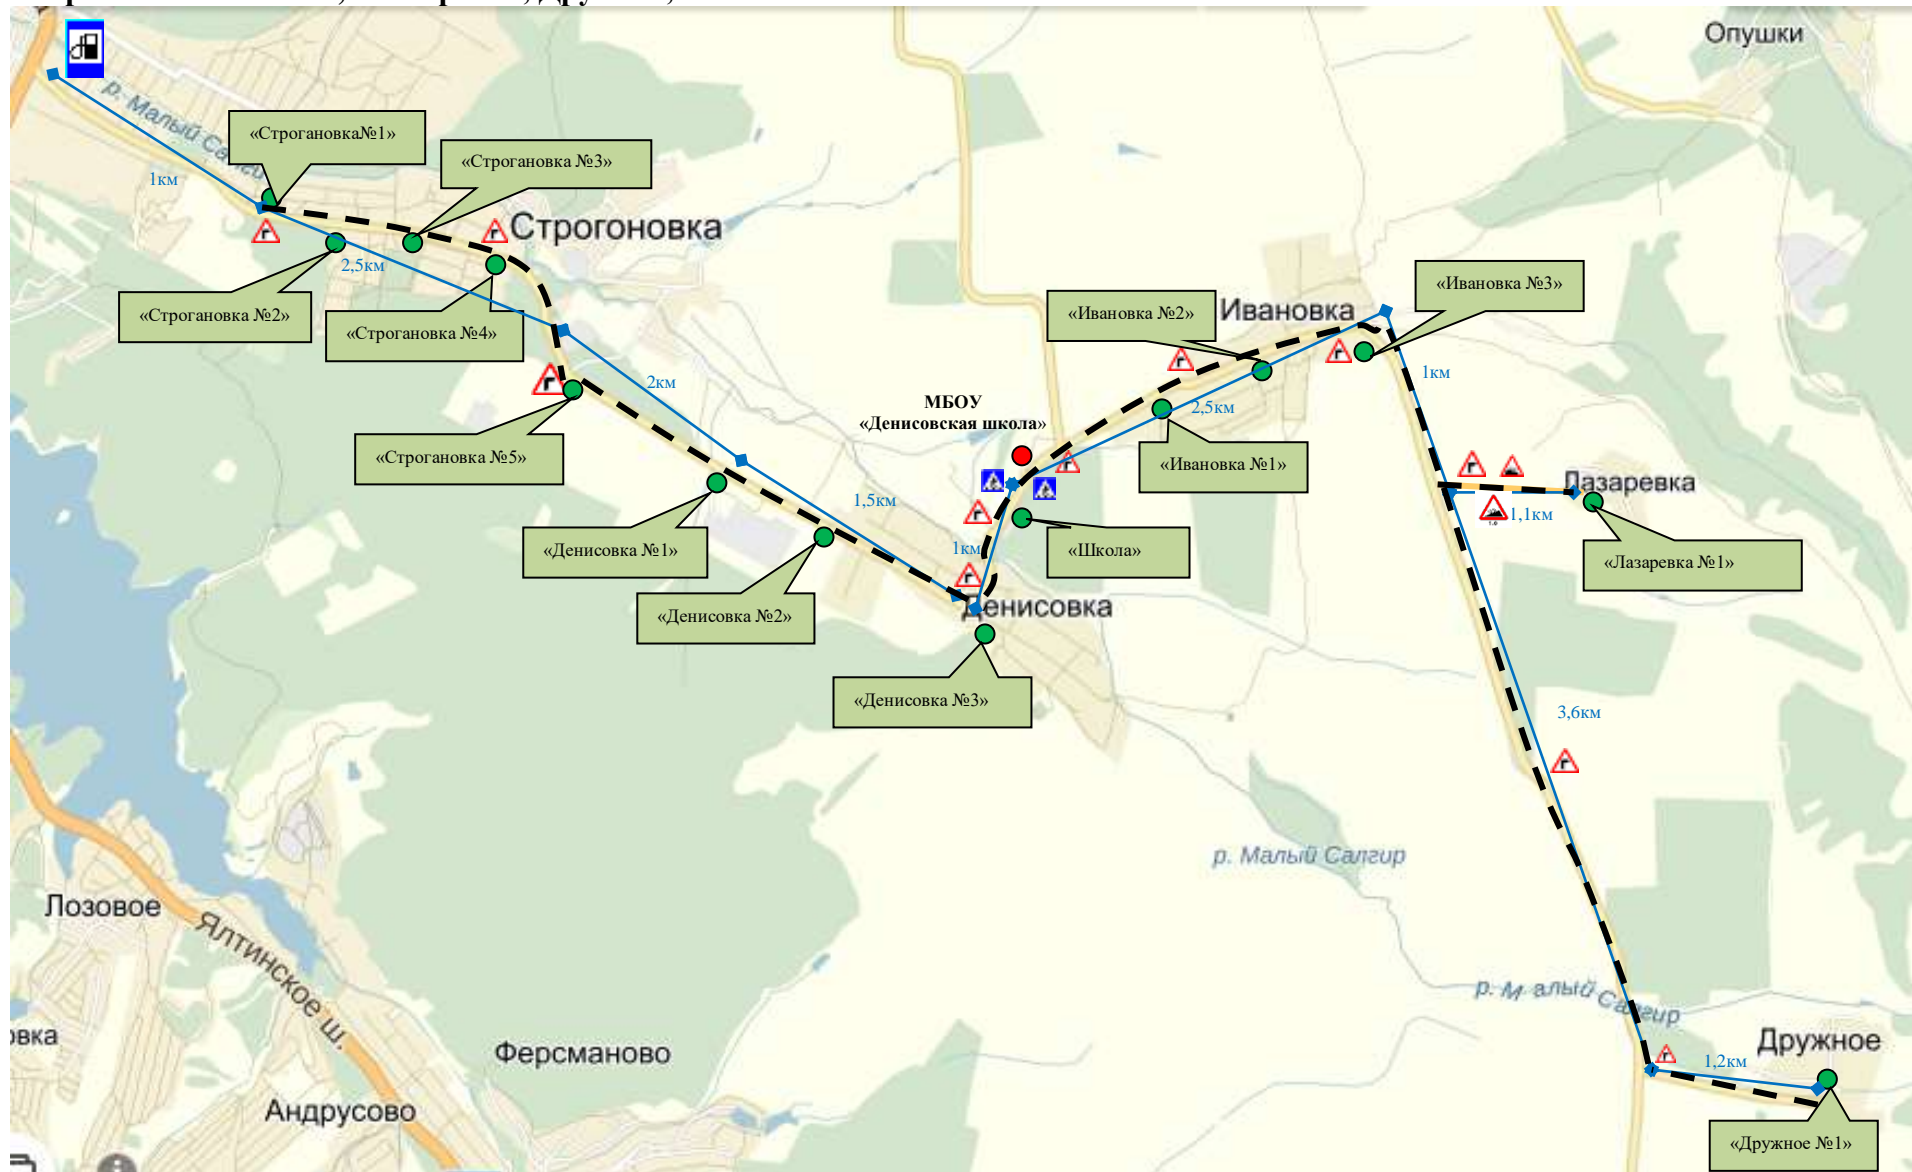 Опушки
р. Малый Салгир
«Строгановка№1»
«Строгановка №3»
1км
Строгоновка
2,5км
«Строгановка №2»
«Строгановка №4»
Ивановка
«Ивановка №2»
«Ивановка №3»
2км
1км
МБОУ
«Денисовская школа»
2,5км
«Строгановка №5»
«Ивановка №1»
Лазаревка
1,5км
1,1км
«Денисовка №1»
1км
«Школа»
«Лазаревка №1»
«Денисовка №2»
Денисовка
«Денисовка №3»
3,6км
р. Малый Салгир
Лозовое
Ялтинское ш.
р. Малый Салгир
овка
Ферсманово
Дружное
1,2км
Андрусово
«Дружное №1»